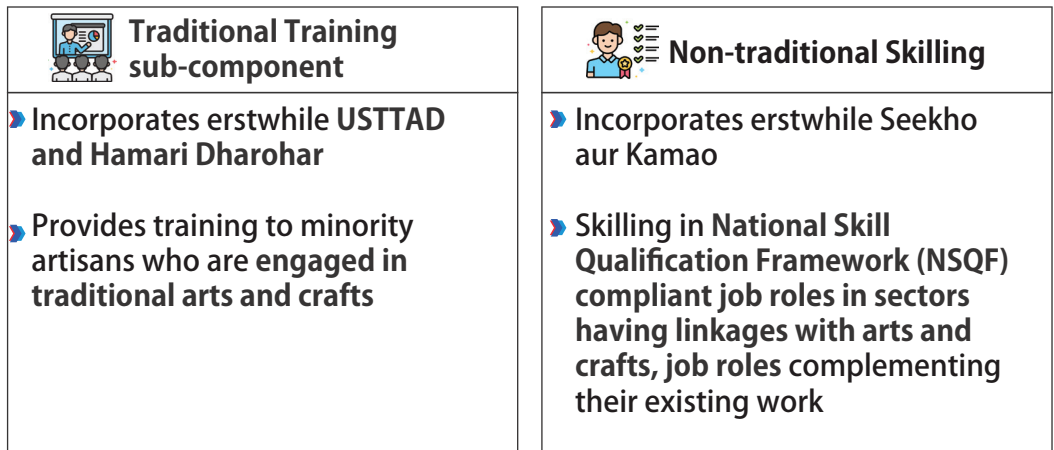 Traditional Training
sub-component
Incorporates erstwhile USTTAD
and Hamari Dharohar
Provides training to minority
artisans who are engaged in
traditional arts and crafts
Non-traditional Skilling
Incorporates erstwhile Seekho
aur Kamao
Skilling in National Skill
Qualification Framework (NSQF)
compliant job roles in sectors
having linkages with arts and
crafts, job roles complementing
their existing work